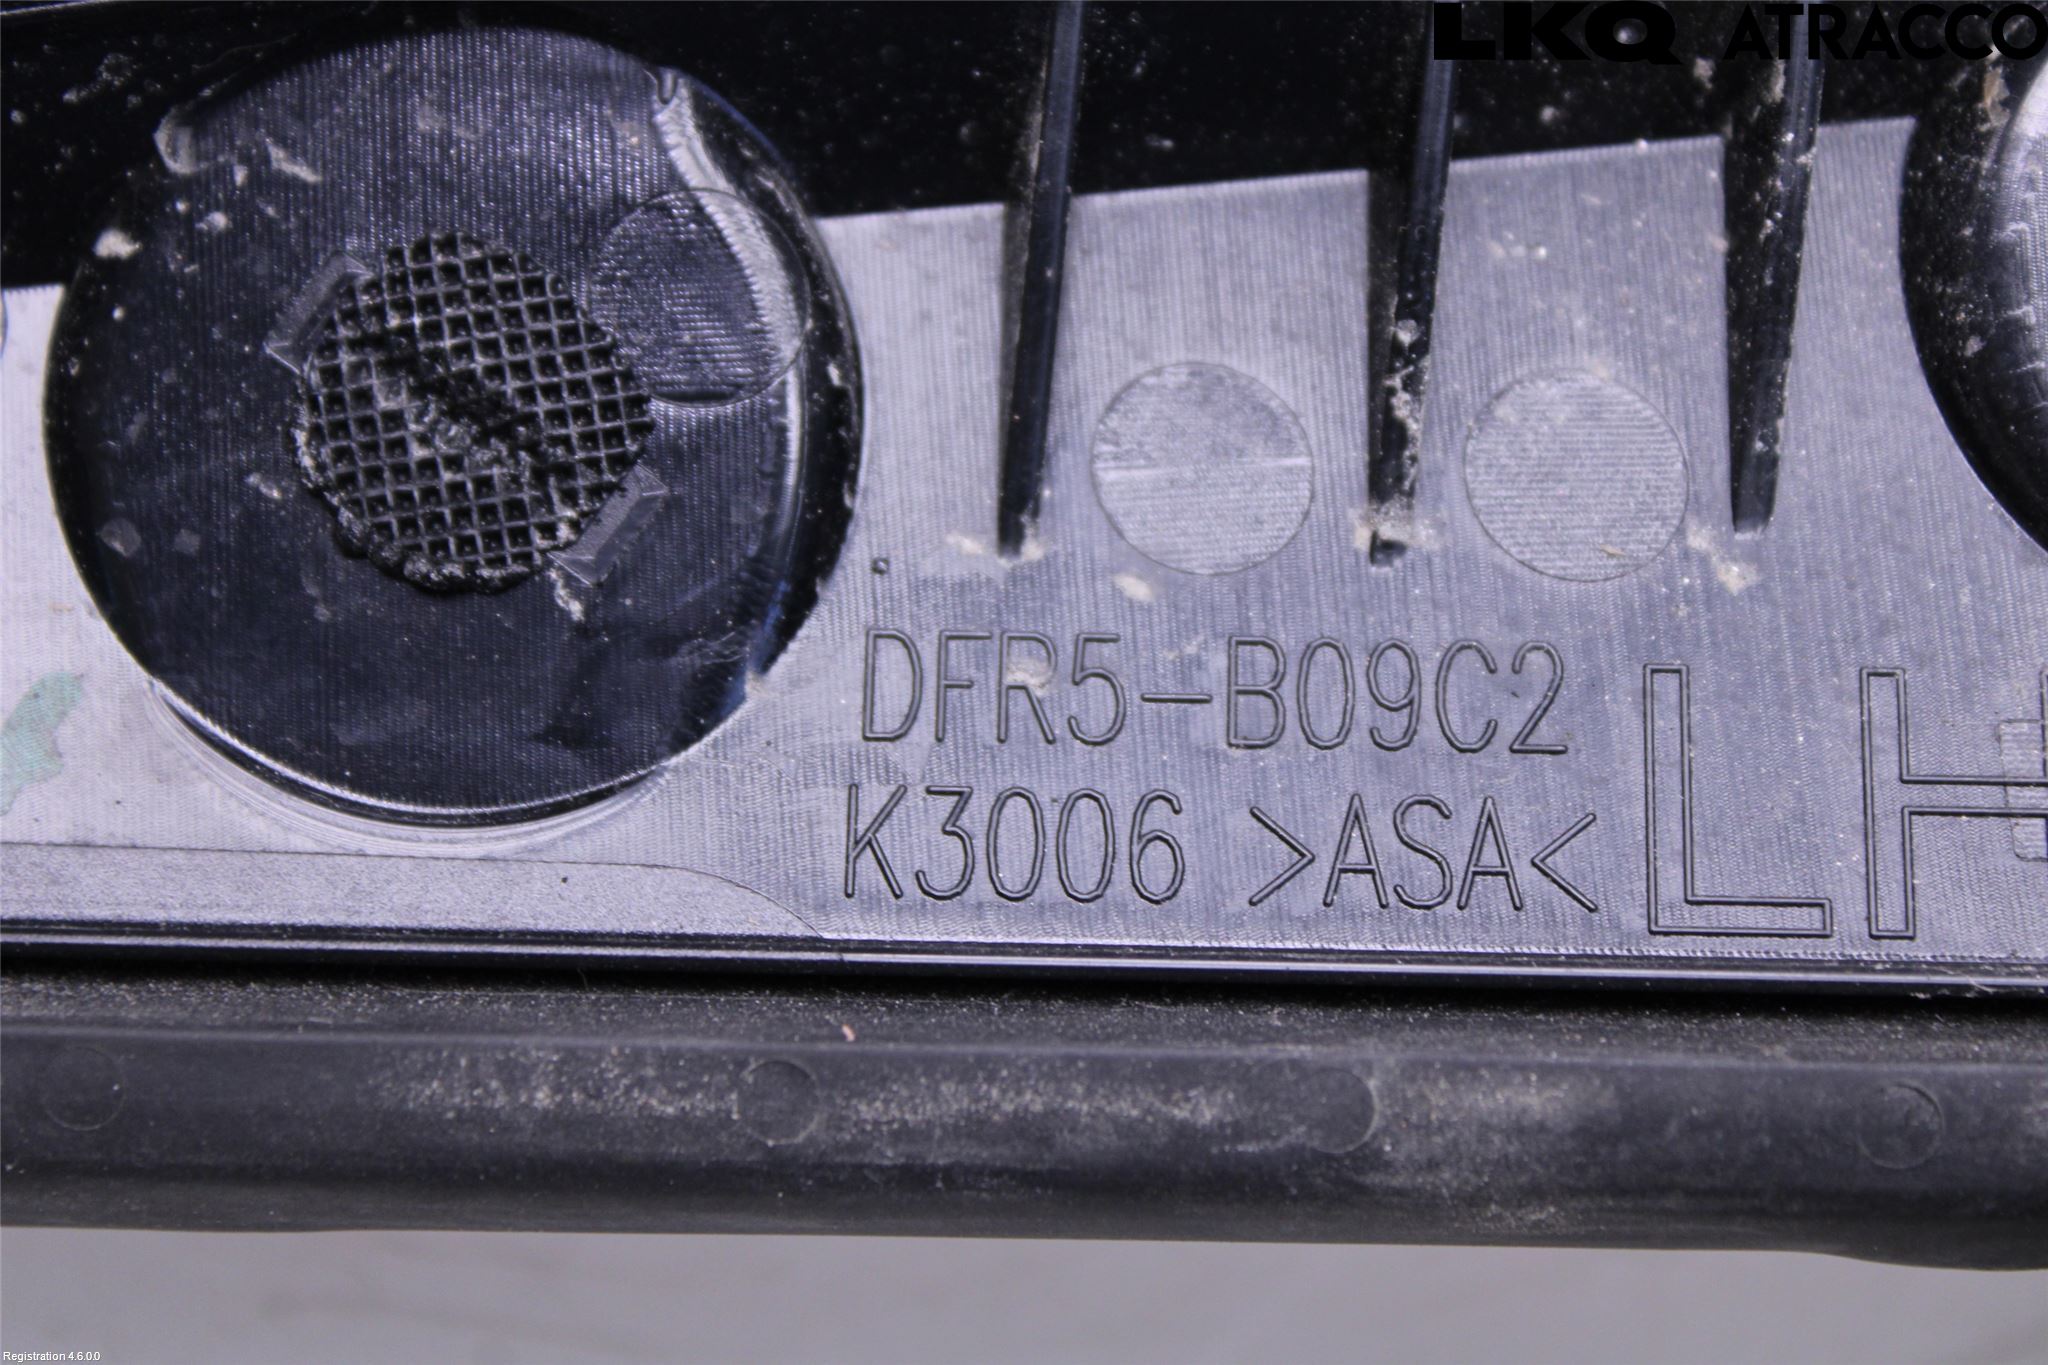 LKQ ATRACCO
DFR5-B09C2
K3006 >ASA<
LH
Registration 4.6.0.0